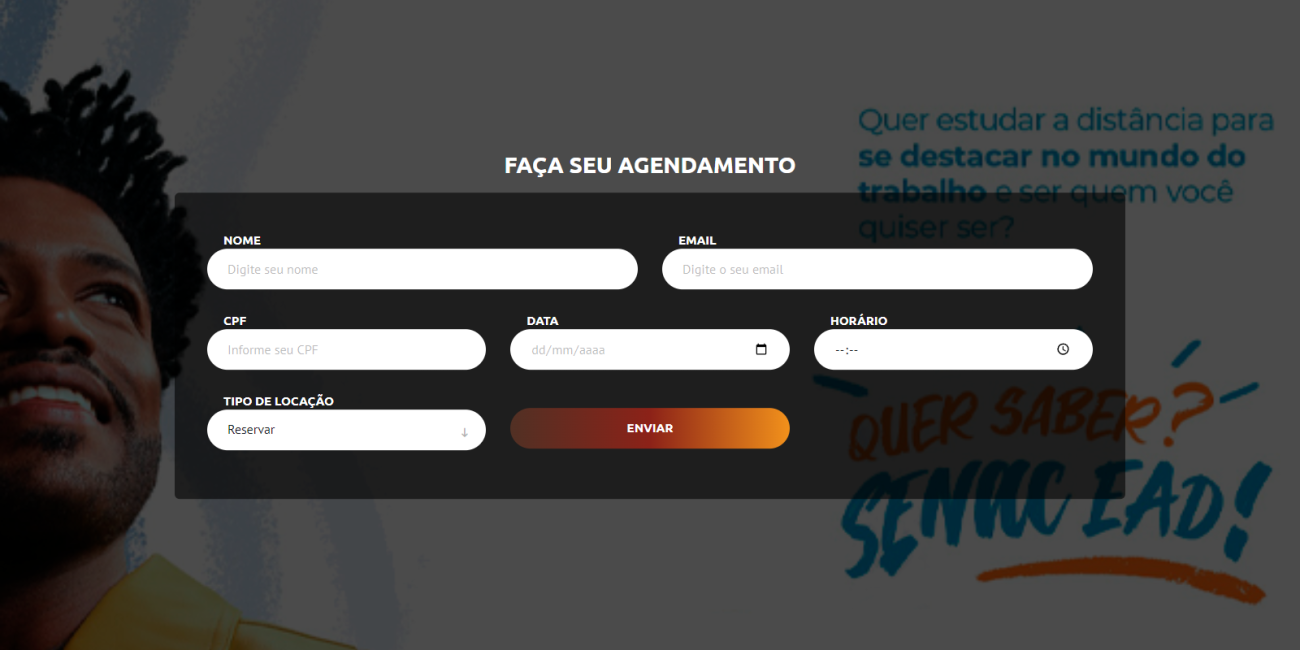 Quer estudar a distância para
se destacar no mundo do
trabalho e ser quem você
quiser ser?
FAÇA SEU AGENDAMENTO
NOME
EMAIL
Digite seu nome
Digite o seu email
CPF
DATA
HORÁRIO
Informe seu CPF
dd/mm/aaaa
--:--
TIPO DE LOCAÇÃO
Reservar
ENVIAR
QUER SABER?
SENAC EAD!